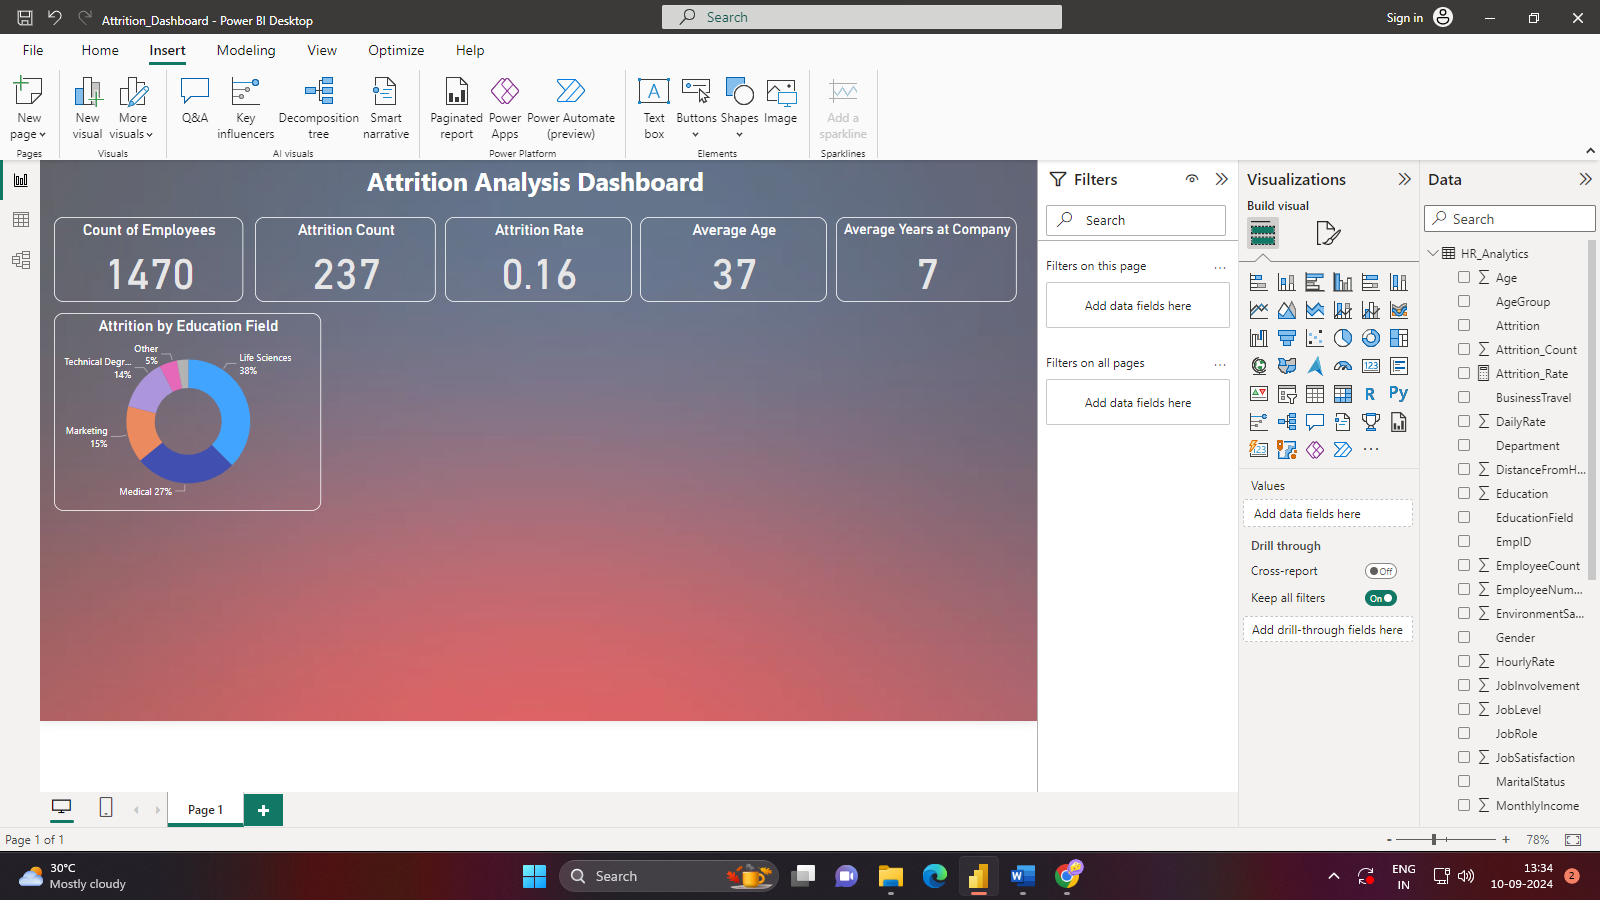 Attrition_Dashboard - Power BI Desktop
Search
Sign in
File
Home
Insert
Modeling
View
Optimize
Help
New page
New visual
More visuals
Q&A
Key influencers
Decomposition tree
Smart narrative
Paginated report
Power Apps
Power Automate (preview)
Text box
Buttons
Shapes
Image
Add a sparkline
Pages
Visuals
AI visuals
Power Platform
Elements
Sparklines
Attrition Analysis Dashboard
Count of Employees
1470
Attrition Count
237
Attrition Rate
0.16
Average Age
37
Average Years at Company
7
Attrition by Education Field
Other
5%
Life Sciences
38%
Technical Degr...
14%
Marketing
15%
Medical 27%
Filters
Search
Filters on this page
...
Add data fields here
Filters on all pages
...
Add data fields here
Visualizations
Build visual
123
R
Py
123
...
Values
Add data fields here
Drill through
Cross-report
Off
Keep all filters
On
Add drill-through fields here
Data
Search
HR_Analytics
Age
AgeGroup
Attrition
Attrition_Count
Attrition_Rate
BusinessTravel
DailyRate
Department
DistanceFromH...
Education
EducationField
EmpID
EmployeeCount
EmployeeNum...
EnvironmentSa...
Gender
HourlyRate
JobInvolvement
JobLevel
JobRole
JobSatisfaction
MaritalStatus
MonthlyIncome
Page 1
+
Page 1 of 1
- + 78%
30°C
Mostly cloudy
Search
ENG
IN
13:34
10-09-2024
2